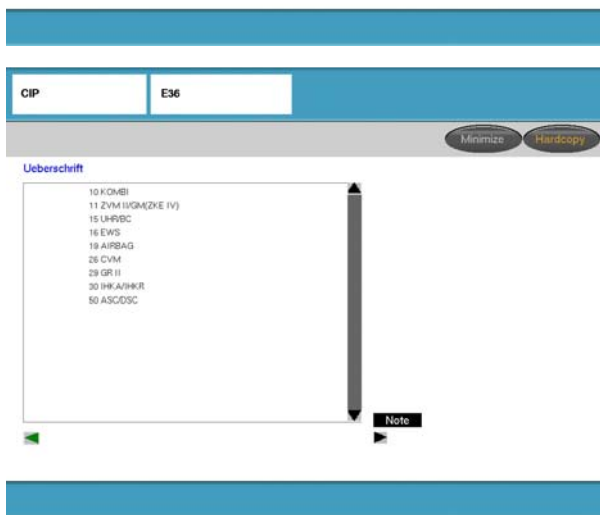 CIP
E36
Minimize
Hardcopy
Ueberschrift
10 KOMBI
11 ZVM II/GM(ZKE IV)
15 UHR/BC
16 EWS
19 AIRBAG
26 CVM
29 GR II
30 IHKA/IHKR
50 ASC/DSC
Note